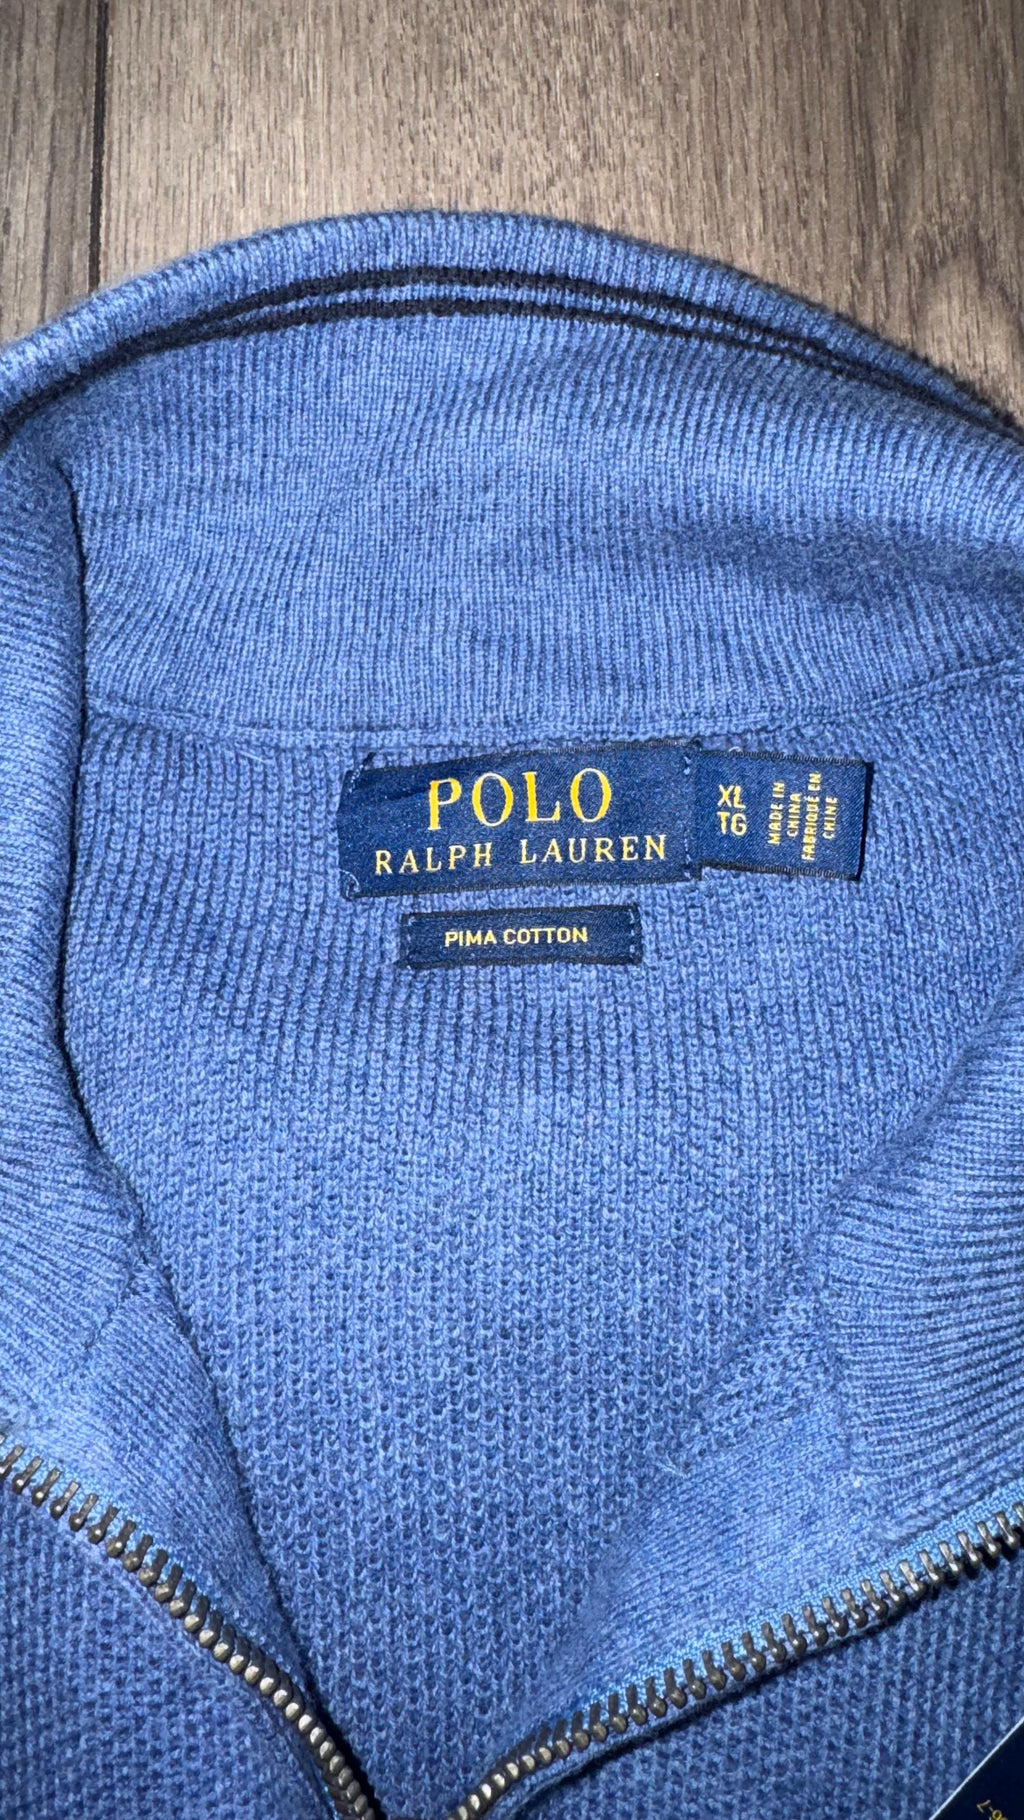 POLO
RALPH LAUREN
XL
TG
MADE IN
CHINA
FABRIQUÉ EN
CHINE
PIMA COTTON